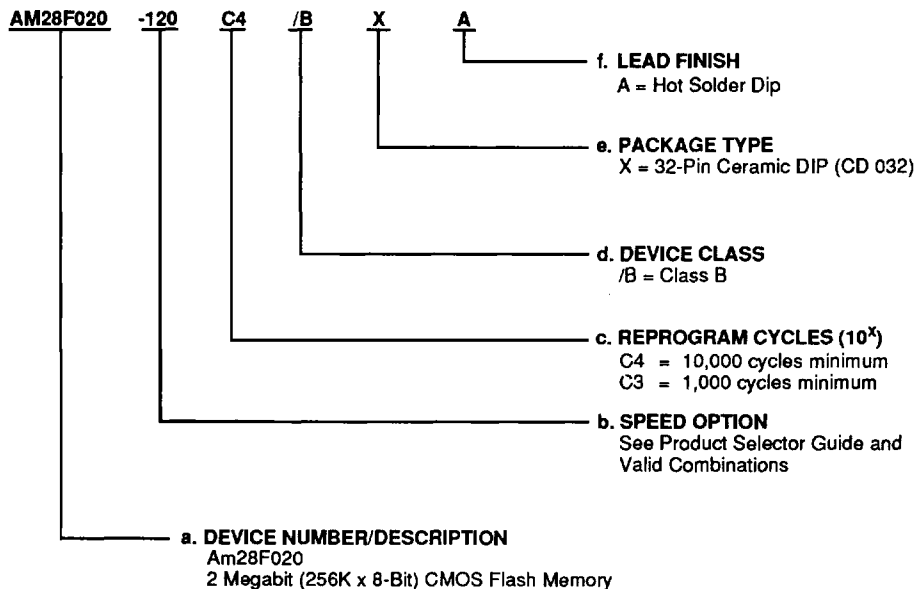 AM28F020 -120 C4 /B X A
f. LEAD FINISH
A = Hot Solder Dip
e. PACKAGE TYPE
X = 32-Pin Ceramic DIP (CD 032)
d. DEVICE CLASS
/B = Class B
c. REPROGRAM CYCLES (10^X)
C4 = 10,000 cycles minimum
C3 = 1,000 cycles minimum
b. SPEED OPTION
See Product Selector Guide and
Valid Combinations
a. DEVICE NUMBER/DESCRIPTION
Am28F020
2 Megabit (256K x 8-Bit) CMOS Flash Memory